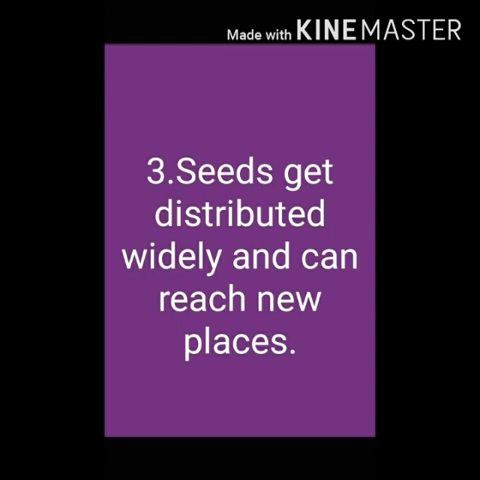 Made with KINEMASTER
3.Seeds get
distributed
widely and can
reach new
places.